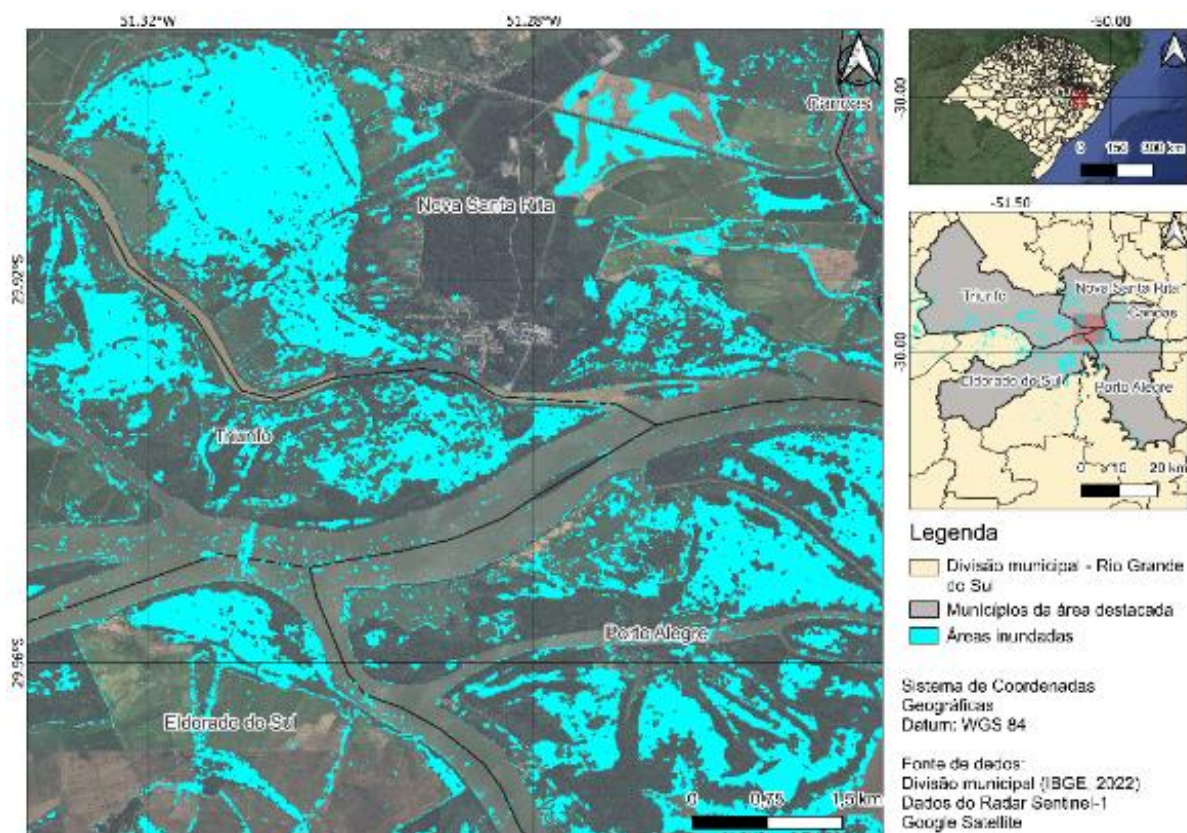 51.32°W
51.28°W
Canoas
Nova Santa Rita
29.92°S
Triunfo
Porto Alegre
29.96°S
Eldorado do Sul
0 0,75 1,5 km
-50.00
-30.00
0 150 300 km
-51.50
Triunfo
Nova Santa Rita
Canoas
-30.00
Eldorado do Sul
Porto Alegre
0 10 20 km
Legenda
Divisão municipal - Rio Grande
do Sul
Municípios da área destacada
Áreas inundadas
Sistema de Coordenadas
Geográficas
Datum: WGS 84
Fonte de dados:
Divisão municipal (IBGE, 2022)
Dados do Radar Sentinel-1
Google Satellite